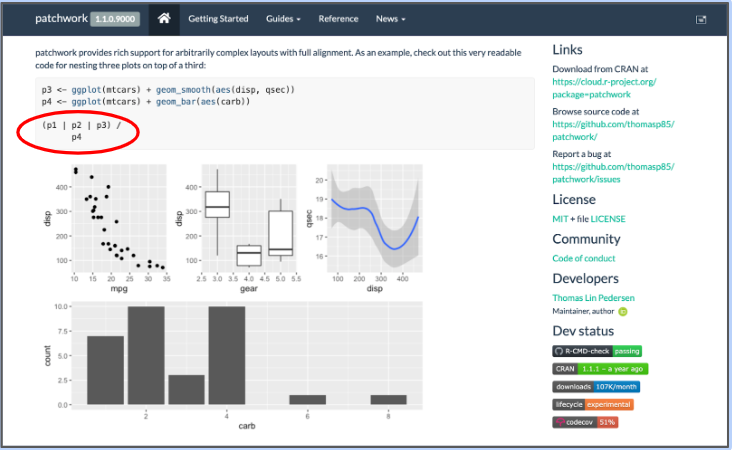 patchwork 1.1.0.9000 Getting Started Guides Reference News
patchwork provides rich support for arbitrarily complex layouts with full alignment. As an example, check out this very readable
code for nesting three plots on top of a third:
p3 <- ggplot(mtcars) + geom_smooth(aes(disp, qsec))
p4 <- ggplot(mtcars) + geom_bar(aes(carb))
(p1 | p2 | p3) /
p4
400
300
200
100
disp
10 15 20 25 30 35
mpg
400
300
200
100
disp
2.5 3.0 3.5 4.0 4.5 5.0 5.5
gear
20
19
18
17
16
qsec
100 200 300 400
disp
10.0
7.5
5.0
2.5
0.0
count
2 4 6 8
carb
Links
Download from CRAN at
https://cloud.r-project.org/
package=patchwork
Browse source code at
https://github.com/thomasp85/
patchwork/
Report a bug at
https://github.com/thomasp85/
patchwork/issues
License
MIT + file LICENSE
Community
Code of conduct
Developers
Thomas Lin Pedersen
Maintainer, author iD
Dev status
R-CMD-check passing
CRAN 1.1.1 – a year ago
downloads 107K/month
lifecycle experimental
codecov 51%